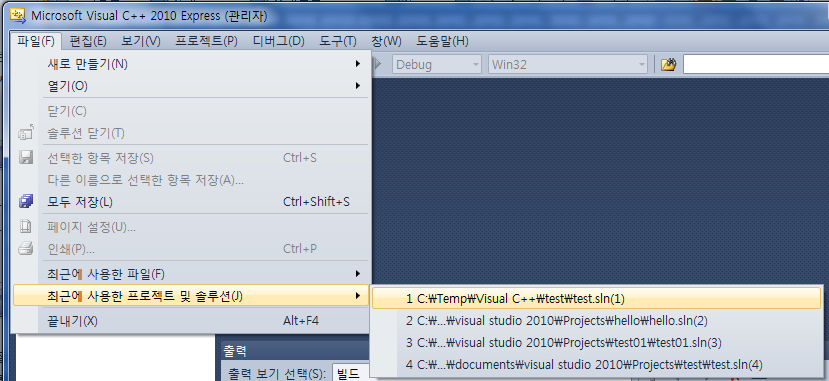 Microsoft Visual C++ 2010 Express (관리자)
파일(F) 편집(E) 보기(V) 프로젝트(P) 디버그(D) 도구(T) 창(W) 도움말(H)
Debug Win32
새로 만들기(N)
열기(O)
닫기(C)
솔루션 닫기(T)
선택한 항목 저장(S) Ctrl+S
다른 이름으로 선택한 항목 저장(A)...
모두 저장(L) Ctrl+Shift+S
페이지 설정(U)...
인쇄(P)... Ctrl+P
최근에 사용한 파일(F)
최근에 사용한 프로젝트 및 솔루션(J)
1 C:₩Temp₩Visual C++₩test₩test.sln(1)
2 C:₩...₩visual studio 2010₩Projects₩hello₩hello.sln(2)
3 C:₩...₩visual studio 2010₩Projects₩test01₩test01.sln(3)
4 C:₩...₩documents₩visual studio 2010₩Projects₩test₩test.sln(4)
끝내기(X) Alt+F4
출력
출력 보기 선택(S): 빌드